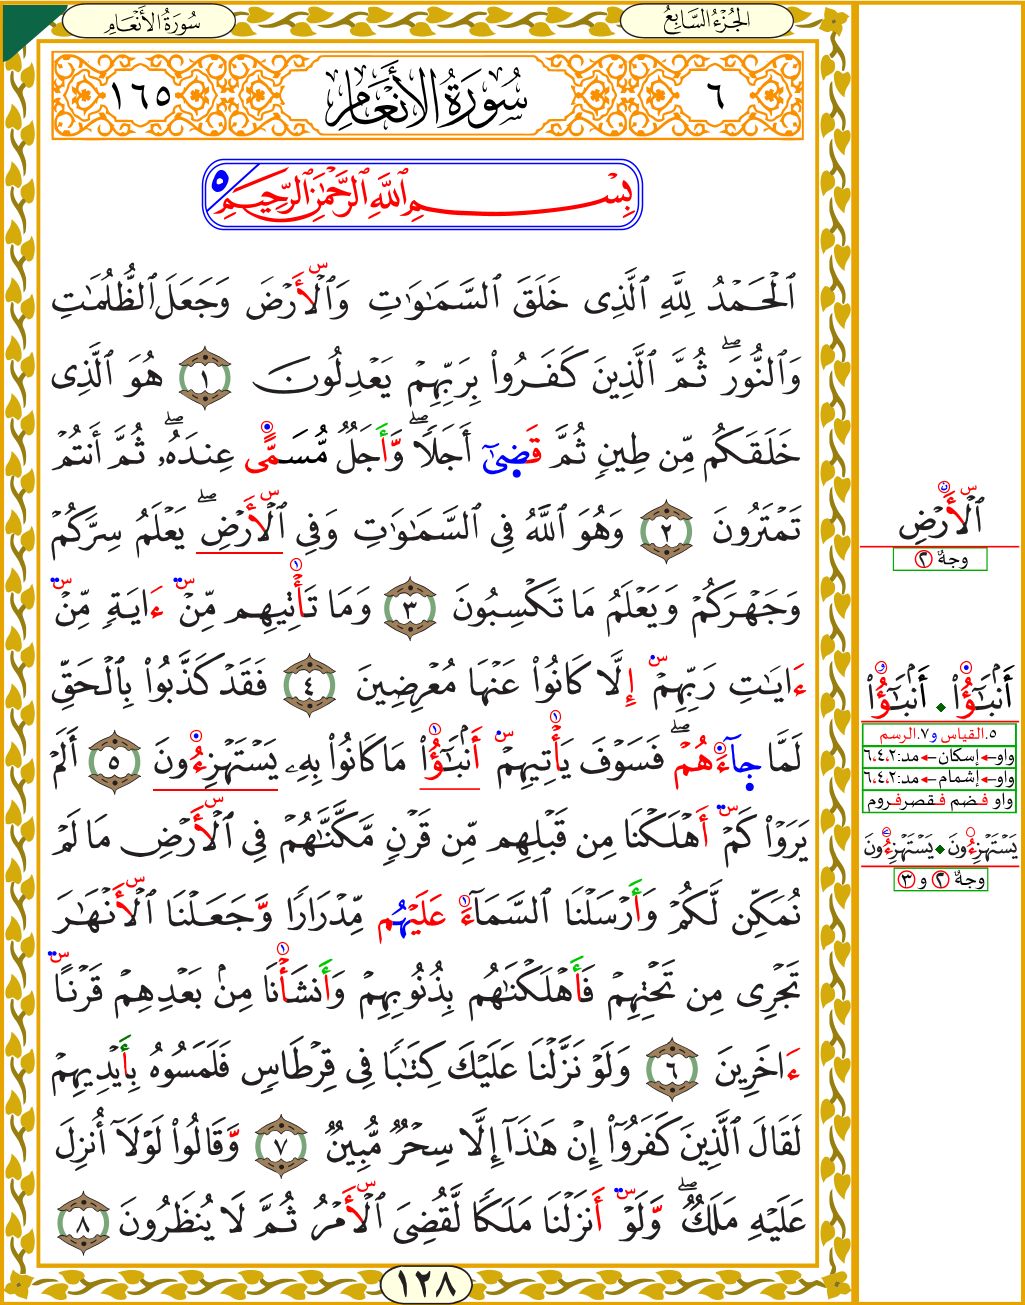 سُورَةُ الأَنْعَامِ
الجُزْءُ السَّابِعُ
١٦٥
سُورَةُ الأَنْعَامِ
٦
٥
بِسْمِ ٱللَّهِ ٱلرَّحْمَٰنِ ٱلرَّحِيمِ
ٱلْحَمْدُ لِلَّهِ ٱلَّذِى خَلَقَ ٱلسَّمَٰوَٰتِ وَٱلْأَرْضَ وَجَعَلَ ٱلظُّلُمَٰتِ
وَٱلنُّورَۖ ثُمَّ ٱلَّذِينَ كَفَرُوا۟ بِرَبِّهِمْ يَعْدِلُونَ ١ هُوَ ٱلَّذِى
خَلَقَكُم مِّن طِينٍ ثُمَّ قَضَىٰٓ أَجَلًاۖ وَأَجَلٌ مُّسَمًّى عِندَهُۥۖ ثُمَّ أَنتُمْ
تَمْتَرُونَ ٢ وَهُوَ ٱللَّهُ فِى ٱلسَّمَٰوَٰتِ وَفِى ٱلْأَرْضِۖ يَعْلَمُ سِرَّكُمْ
وَجَهْرَكُمْ وَيَعْلَمُ مَا تَكْسِبُونَ ٣ وَمَا تَأْتِيهِم مِّنْ ءَايَةٍ مِّنْ
ءَايَٰتِ رَبِّهِمْ إِلَّا كَانُوا۟ عَنْهَا مُعْرِضِينَ ٤ فَقَدْ كَذَّبُوا۟ بِٱلْحَقِّ
لَمَّا جَآءَهُمْۖ فَسَوْفَ يَأْتِيهِمْ أَنۢبَٰٓؤُا۟ مَا كَانُوا۟ بِهِۦ يَسْتَهْزِءُونَ ٥ أَلَمْ
يَرَوْا۟ كَمْ أَهْلَكْنَا مِن قَبْلِهِم مِّن قَرْنٍ مَّكَّنَّٰهُمْ فِى ٱلْأَرْضِ مَا لَمْ
نُمَكِّن لَّكُمْ وَأَرْسَلْنَا ٱلسَّمَآءَ عَلَيْهِم مِّدْرَارًا وَجَعَلْنَا ٱلْأَنْهَٰرَ
تَجْرِى مِن تَحْتِهِمْ فَأَهْلَكْنَٰهُم بِذُنُوبِهِمْ وَأَنشَأْنَا مِنۢ بَعْدِهِمْ قَرْنًا
ءَاخَرِينَ ٦ وَلَوْ نَزَّلْنَا عَلَيْكَ كِتَٰبًا فِى قِرْطَاسٍ فَلَمَسُوهُ بِأَيْدِيهِمْ
لَقَالَ ٱلَّذِينَ كَفَرُوٓا۟ إِنْ هَٰذَآ إِلَّا سِحْرٌ مُّبِينٌ ٧ وَقَالُوا۟ لَوْلَآ أُنزِلَ
عَلَيْهِ مَلَكٌۖ وَلَوْ أَنزَلْنَا مَلَكًا لَّقُضِىَ ٱلْأَمْرُ ثُمَّ لَا يُنظَرُونَ ٨
١٢٨
ٱلْأَرْضِ
وجهٌ ٢
أَنۢبَٰٓؤُا۟ ⬥ أَنۢبَٰٓؤُا۟
٥.القياس و٧.الرسم
واو←إسكان←مد:٦،٤،٢
واو←إشمام←مد:٦،٤،٢
واو فضم فقصرفروم
يَسْتَهْزِءُونَ ⬥ يَسْتَهْزِءُونَ
وجهٌ ٢ و ٣